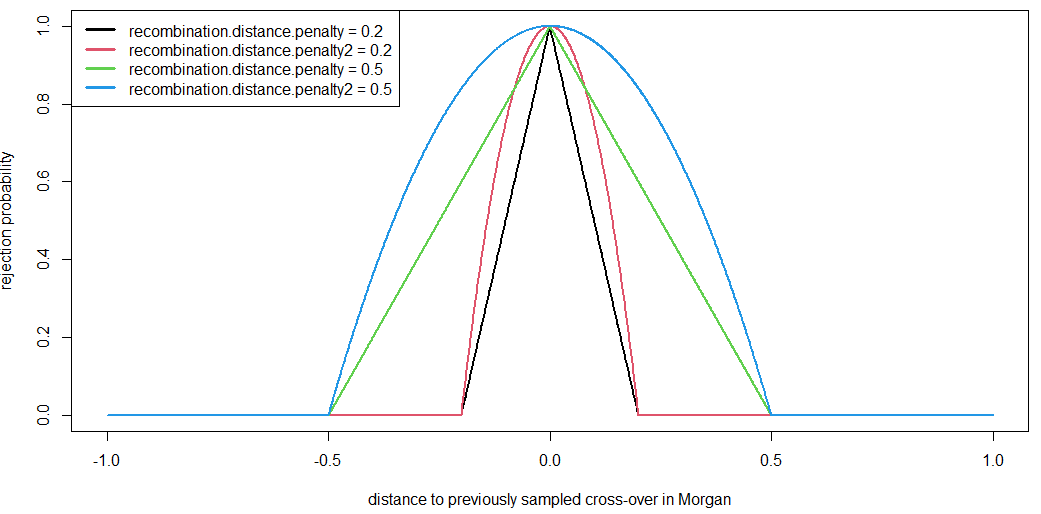 recombination.distance.penalty = 0.2
recombination.distance.penalty2 = 0.2
recombination.distance.penalty = 0.5
recombination.distance.penalty2 = 0.5
rejection probability
1.0
0.8
0.6
0.4
0.2
0.0
-1.0 -0.5 0.0 0.5 1.0
distance to previously sampled cross-over in Morgan